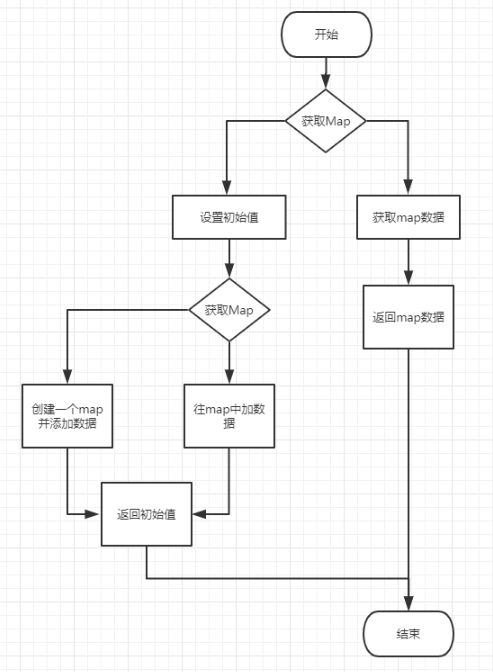 开始
获取Map
设置初始值
获取map数据
获取Map
返回map数据
创建一个map
并添加数据
往map中加数
据
返回初始值
结束